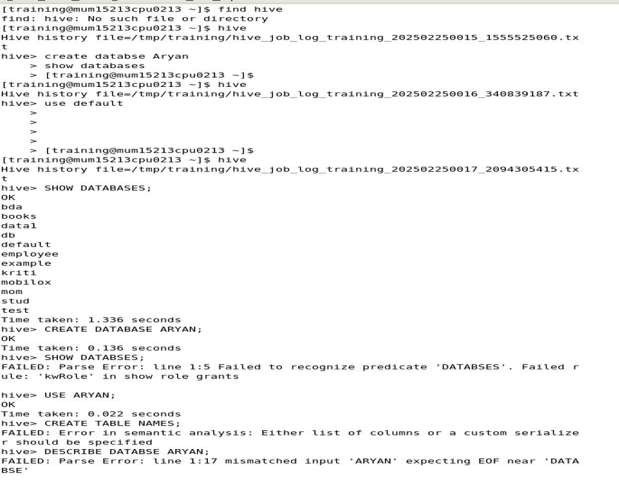 [training@mum15213cpu0213 ~]$ find hive
find: hive: No such file or directory
[training@mum15213cpu0213 ~]$ hive
Hive history file=/tmp/training/hive_job_log_training_202502250015_1555525060.tx
t
hive> create databse Aryan
    > show databases
    > [training@mum15213cpu0213 ~]$
[training@mum15213cpu0213 ~]$ hive
Hive history file=/tmp/training/hive_job_log_training_202502250016_340839187.txt
hive> use default
    >
    >
    >
    >
    > [training@mum15213cpu0213 ~]$
[training@mum15213cpu0213 ~]$ hive
Hive history file=/tmp/training/hive_job_log_training_202502250017_2094305415.tx
t
hive> SHOW DATABASES;
OK
bda
books
data1
db
default
employee
example
kriti
mobilox
mom
stud
test
Time taken: 1.336 seconds
hive> CREATE DATABASE ARYAN;
OK
Time taken: 0.136 seconds
hive> SHOW DATABSES;
FAILED: Parse Error: line 1:5 Failed to recognize predicate 'DATABSES'. Failed r
ule: 'kwRole' in show role grants

hive> USE ARYAN;
OK
Time taken: 0.022 seconds
hive> CREATE TABLE NAMES;
FAILED: Error in semantic analysis: Either list of columns or a custom serialize
r should be specified
hive> DESCRIBE DATABSE ARYAN;
FAILED: Parse Error: line 1:17 mismatched input 'ARYAN' expecting EOF near 'DATA
BSE'